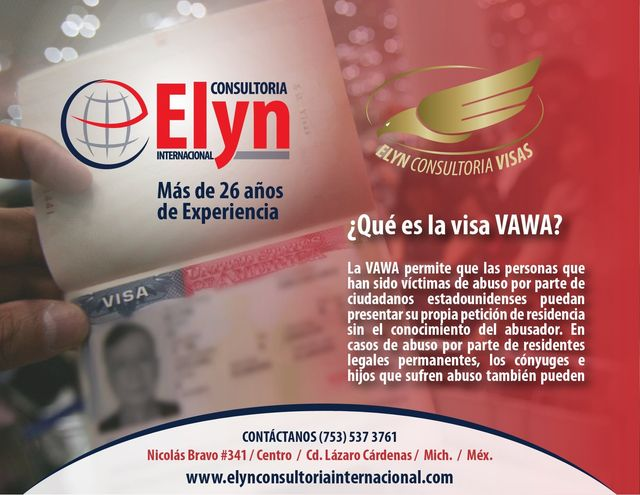 CONSULTORIA
Elyn
INTERNACIONAL
Más de 26 años
de Experiencia
ELYN CONSULTORIA VISAS
¿Qué es la visa VAWA?
La VAWA permite que las personas que
han sido víctimas de abuso por parte de
ciudadanos estadounidenses puedan
presentar su propia petición de residencia
sin el conocimiento del abusador. En
casos de abuso por parte de residentes
legales permanentes, los cónyuges e
hijos que sufren abuso también pueden
VISA
CONTÁCTANOS (753) 537 3761
Nicolás Bravo #341 / Centro / Cd. Lázaro Cárdenas / Mich. / Méx.
www.elynconsultoriainternacional.com